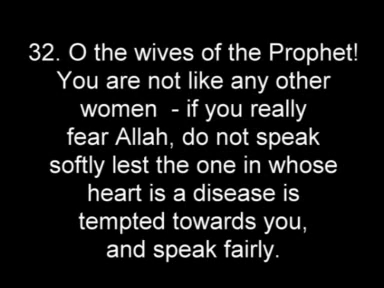 32. O the wives of the Prophet!
You are not like any other
women - if you really
fear Allah, do not speak
softly lest the one in whose
heart is a disease is
tempted towards you,
and speak fairly.